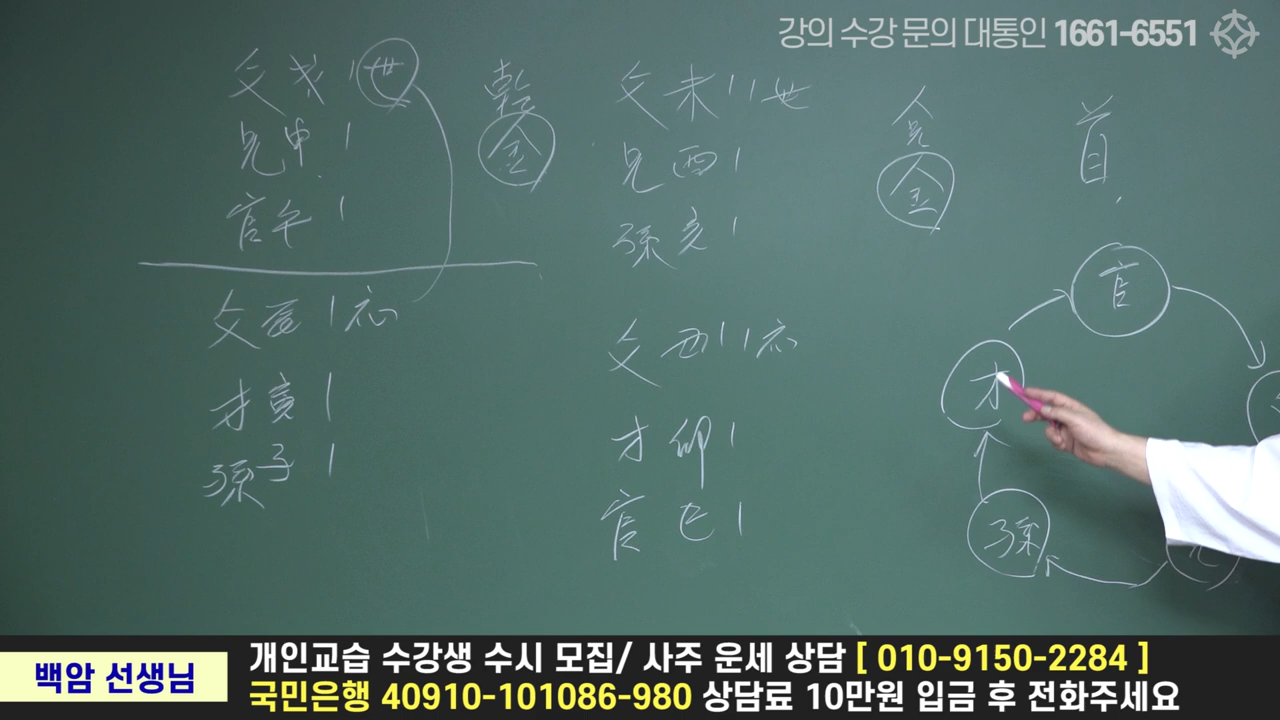 강의 수강 문의 대통인 1661-6551
父 戌 l 世
兄 申 l
官 午 l
父 辰 l 応
才 寅 l
孫 子 l
乾
金
父 未 l l 世
兄 酉 l
孫 亥 l
父 丑 l l 応
才 卯 l
官 巳 l
兌
金
首
官
才
孫
백암 선생님
개인교습 수강생 수시 모집/ 사주 운세 상담 [ 010-9150-2284 ]
국민은행 40910-101086-980 상담료 10만원 입금 후 전화주세요